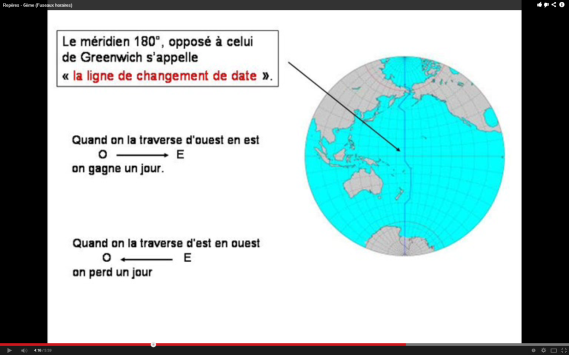 Repères - 6ème (Fuseaux horaires)
Le méridien 180°, opposé à celui
de Greenwich s'appelle
« la ligne de changement de date ».
Quand on la traverse d'ouest en est
O E
on gagne un jour.
Quand on la traverse d'est en ouest
O E
on perd un jour